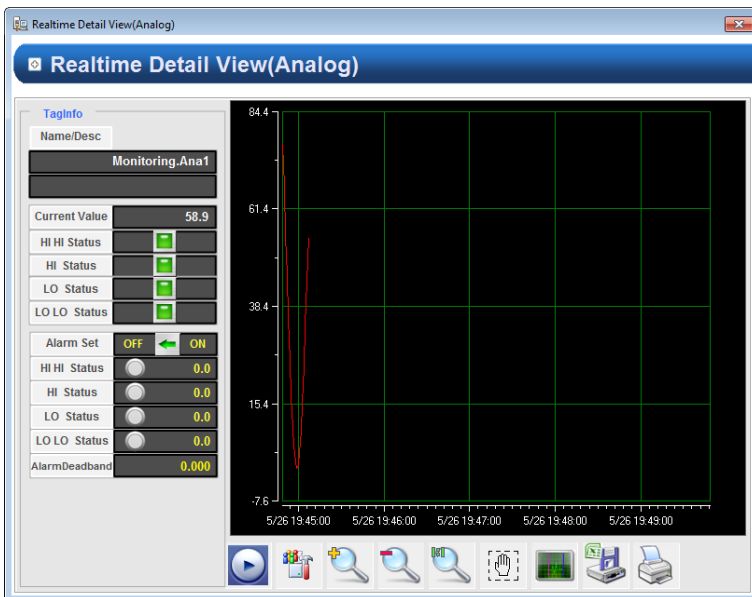 Realtime Detail View(Analog)
Realtime Detail View(Analog)
TagInfo
Name/Desc
Monitoring.Ana1
Current Value 58.9
HI HI Status
HI Status
LO Status
LO LO Status
Alarm Set OFF ON
HI HI Status 0.0
HI Status 0.0
LO Status 0.0
LO LO Status 0.0
AlarmDeadband 0.000
84.4
61.4
38.4
15.4
-7.6
5/26 19:45:00 5/26 19:46:00 5/26 19:47:00 5/26 19:48:00 5/26 19:49:00